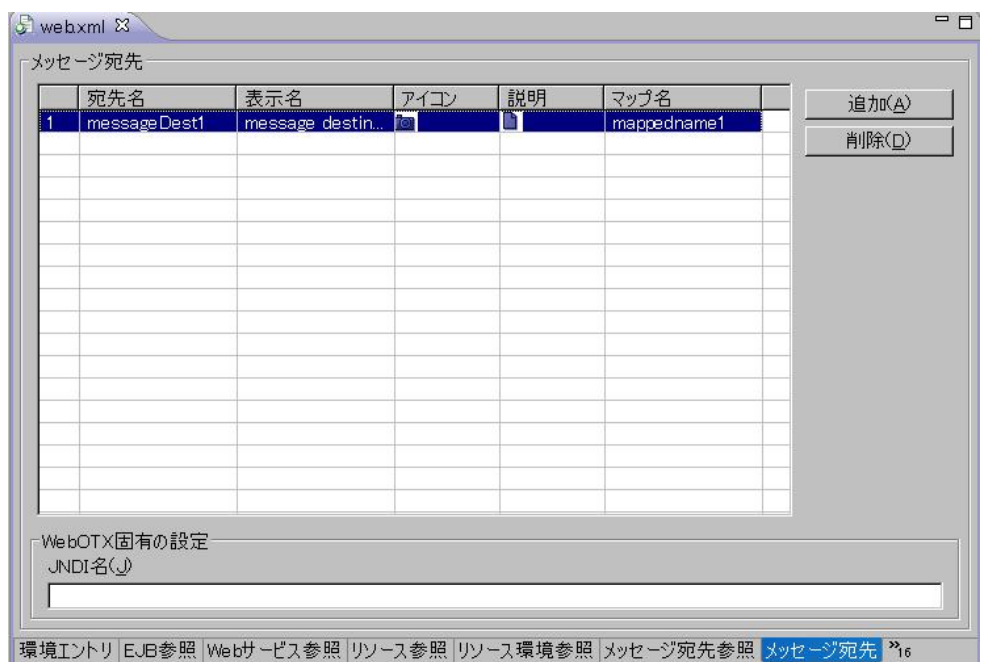 web.xml
メッセージ宛先
宛先名 表示名 アイコン 説明 マップ名
1 messageDest1 message destin... mappedname1
追加(A)
削除(D)
WebOTX固有の設定
JNDI名(J)
環境エントリ EJB参照 Webサービス参照 リソース参照 リソース環境参照 メッセージ宛先参照 メッセージ宛先 »16